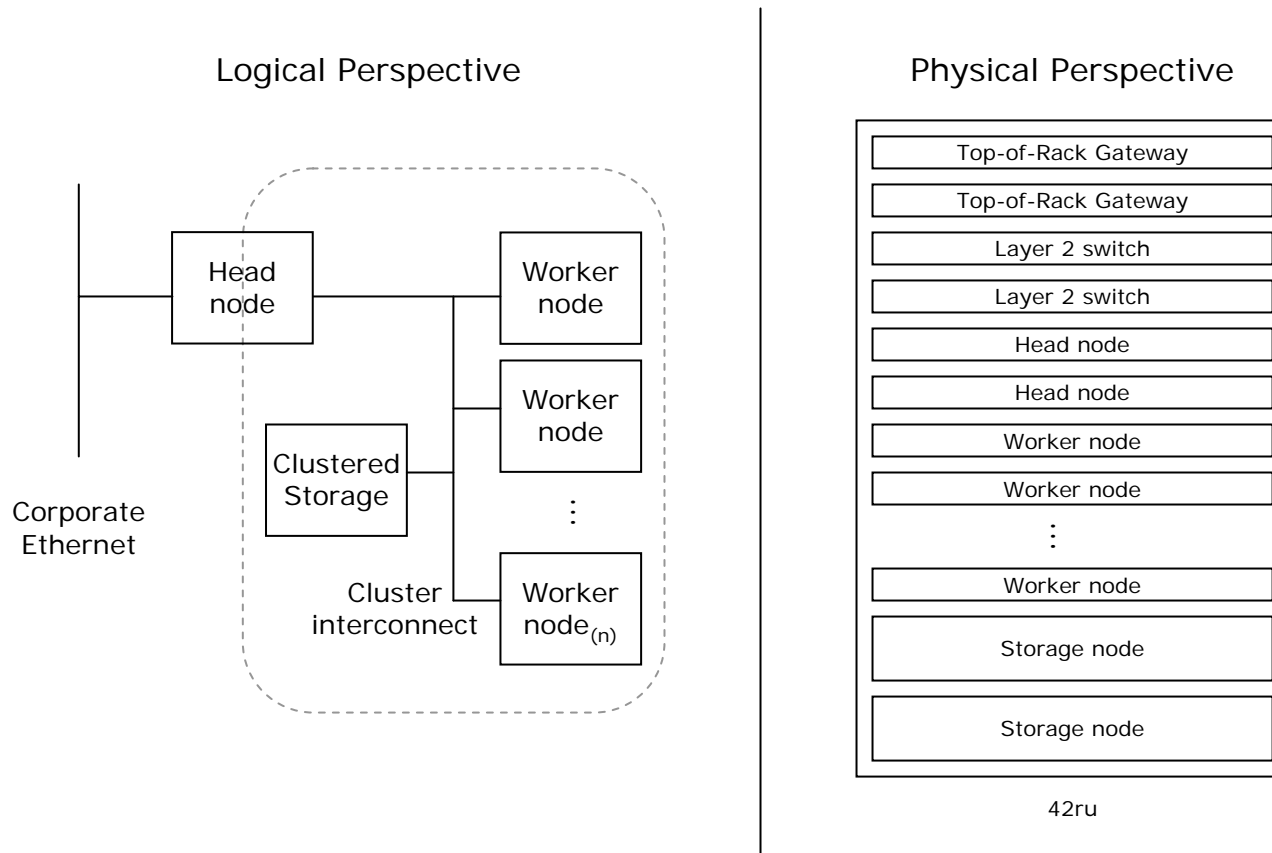 Logical Perspective
Head
node
Worker
node
Worker
node
Clustered
Storage
⋮
Corporate
Ethernet
Cluster
interconnect
Worker
node(n)
Physical Perspective
Top-of-Rack Gateway
Top-of-Rack Gateway
Layer 2 switch
Layer 2 switch
Head node
Head node
Worker node
Worker node
⋮
Worker node
Storage node
Storage node
42ru